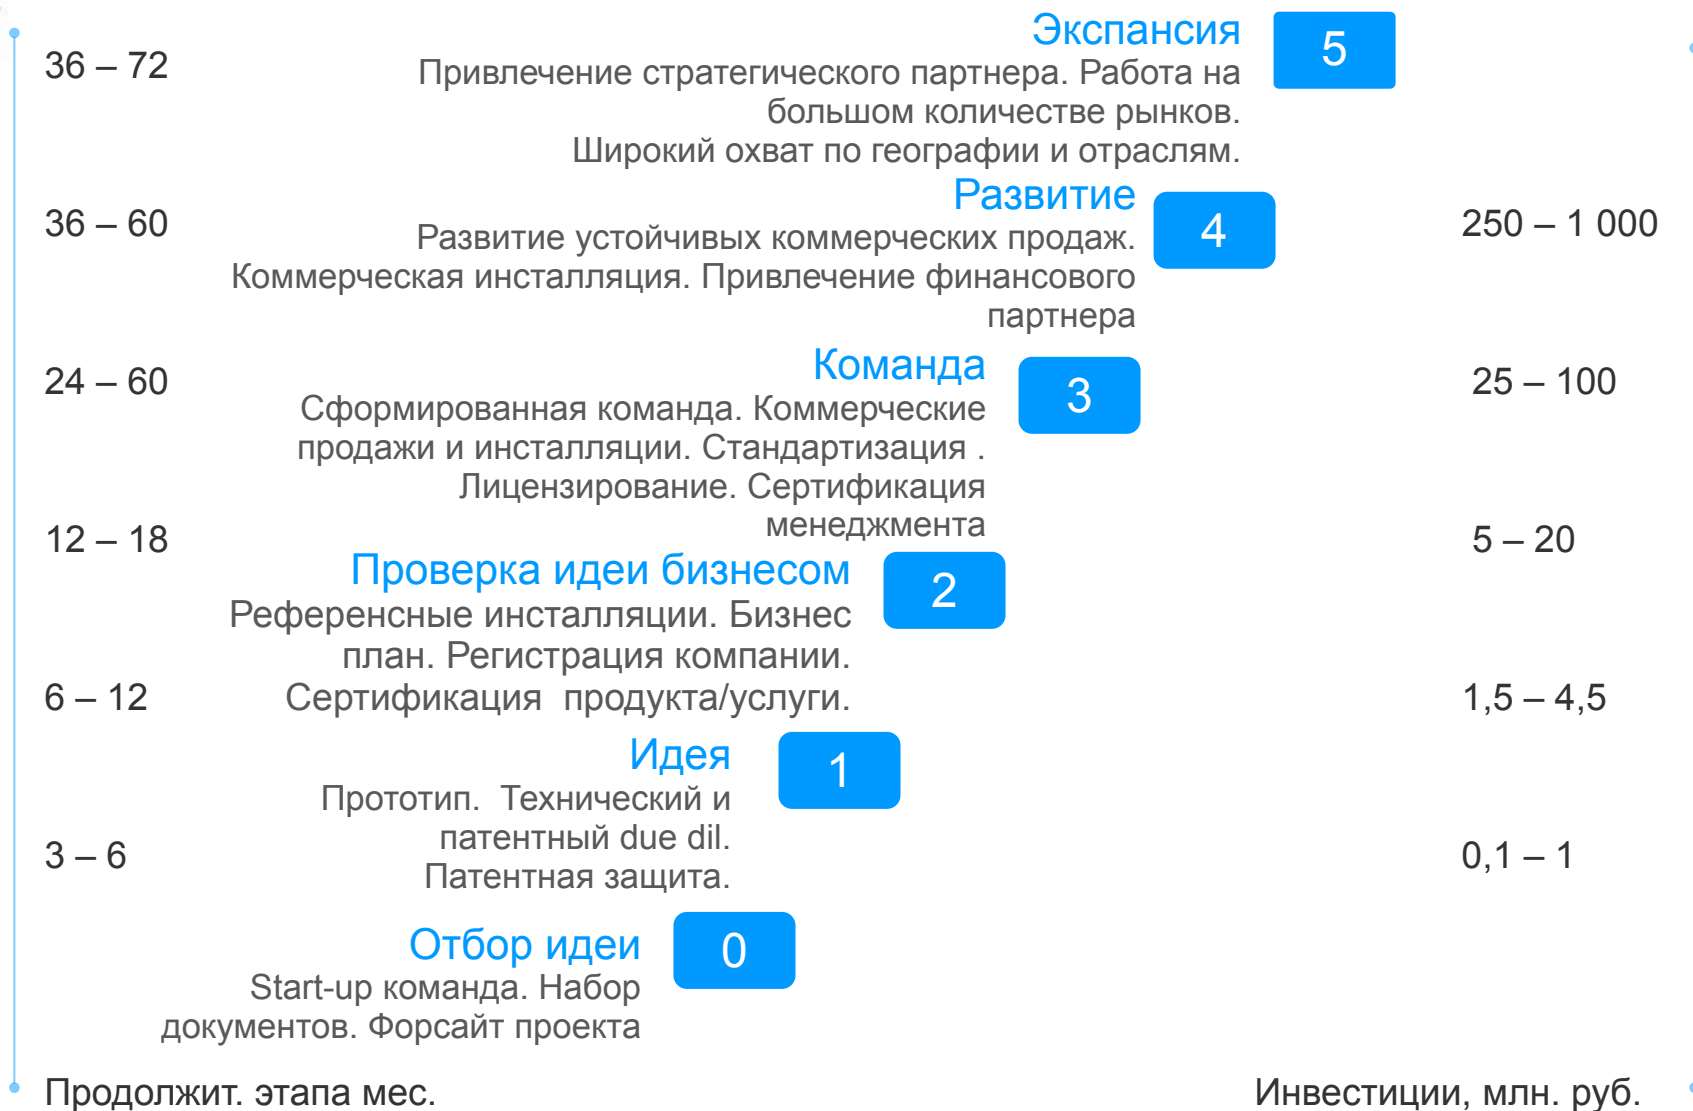 Экспансия
5
36 – 72
Привлечение стратегического партнера. Работа на
большом количестве рынков.
Широкий охват по географии и отраслям.
Развитие
4
36 – 60
250 – 1 000
Развитие устойчивых коммерческих продаж.
Коммерческая инсталляция. Привлечение финансового
партнера
Команда
3
24 – 60
25 – 100
Сформированная команда. Коммерческие
продажи и инсталляции. Стандартизация .
Лицензирование. Сертификация
менеджмента
12 – 18
5 – 20
Проверка идеи бизнесом
2
Референсные инсталляции. Бизнес
план. Регистрация компании.
Сертификация  продукта/услуги.
6 – 12
1,5 – 4,5
Идея
1
Прототип.  Технический и
патентный due dil.
Патентная защита.
3 – 6
0,1 – 1
Отбор идеи
0
Start-up команда. Набор
документов. Форсайт проекта
Продолжит. этапа мес.
Инвестиции, млн. руб.